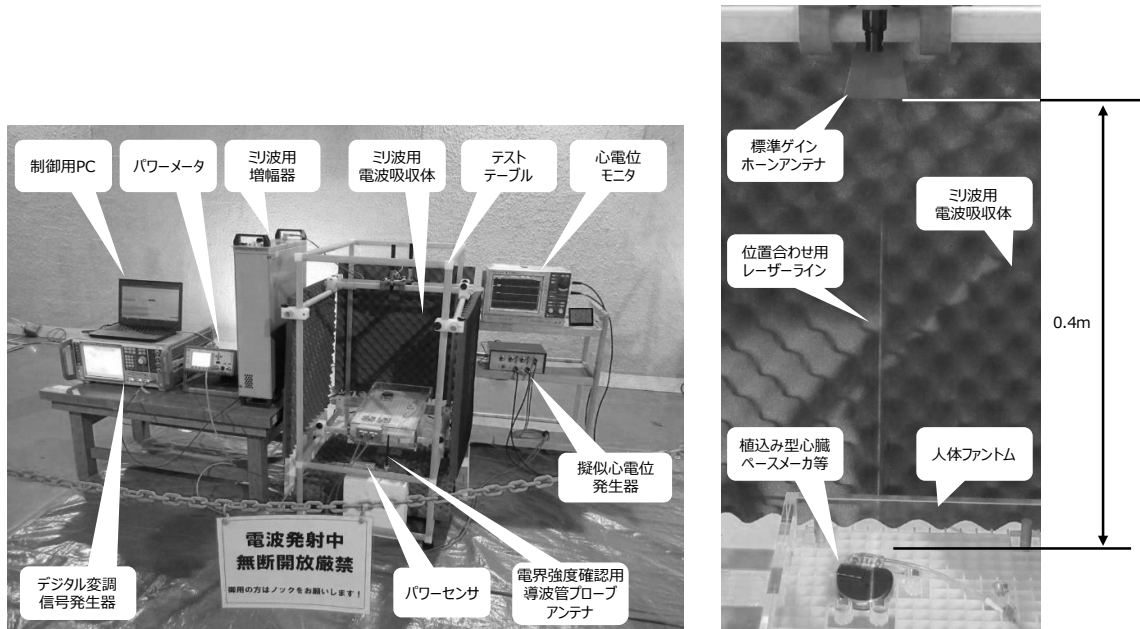 制御用PC
パワーメータ
ミリ波用
増幅器
ミリ波用
電波吸収体
テスト
テーブル
心電位
モニタ
擬似心電位
発生器
電波発射中
無断開放厳禁
御用の方はノックをお願いします!
デジタル変調
信号発生器
パワーセンサ
電界強度確認用
導波管プローブ
アンテナ
標準ゲイン
ホーンアンテナ
ミリ波用
電波吸収体
位置合わせ用
レーザーライン
0.4m
植込み型心臓
ペースメーカ等
人体ファントム